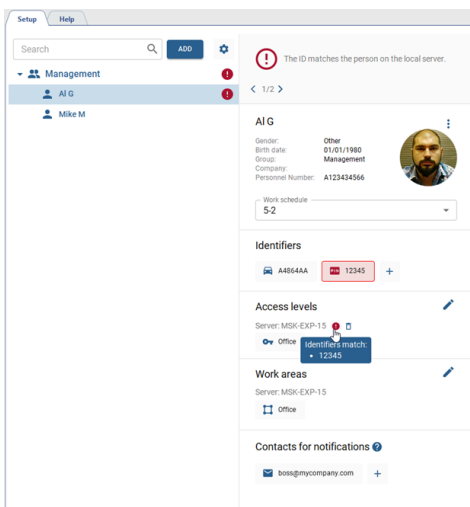 Setup
Help
Search
ADD
Management
Al G
Mike M
The ID matches the person on the local server.
1/2
Al G
Gender: Other
Birth date: 01/01/1980
Group: Management
Company:
Personnel Number: A123434566
Work schedule
5-2
Identifiers
A4864AA
12345
+
Access levels
Server: MSK-EXP-15
Office
Identifiers match:
• 12345
Work areas
Server: MSK-EXP-15
Office
Contacts for notifications
boss@mycompany.com
+